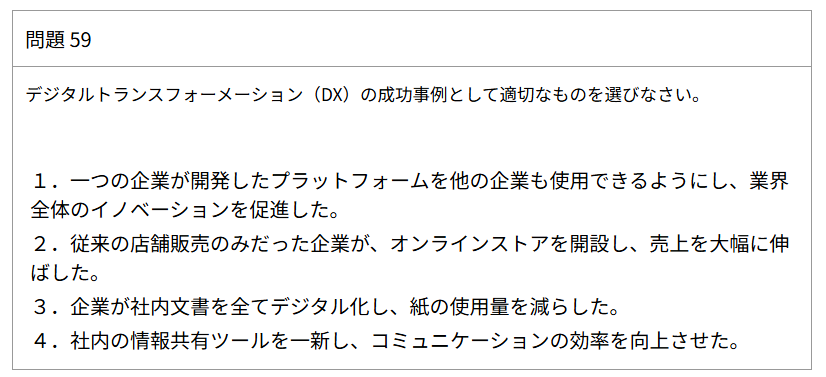 問題 59
デジタルトランスフォーメーション（DX）の成功事例として適切なものを選びなさい。
１．一つの企業が開発したプラットフォームを他の企業も使用できるようにし、業界
全体のイノベーションを促進した。
２．従来の店舗販売のみだった企業が、オンラインストアを開設し、売上を大幅に伸
ばした。
３．企業が社内文書を全てデジタル化し、紙の使用量を減らした。
４．社内の情報共有ツールを一新し、コミュニケーションの効率を向上させた。